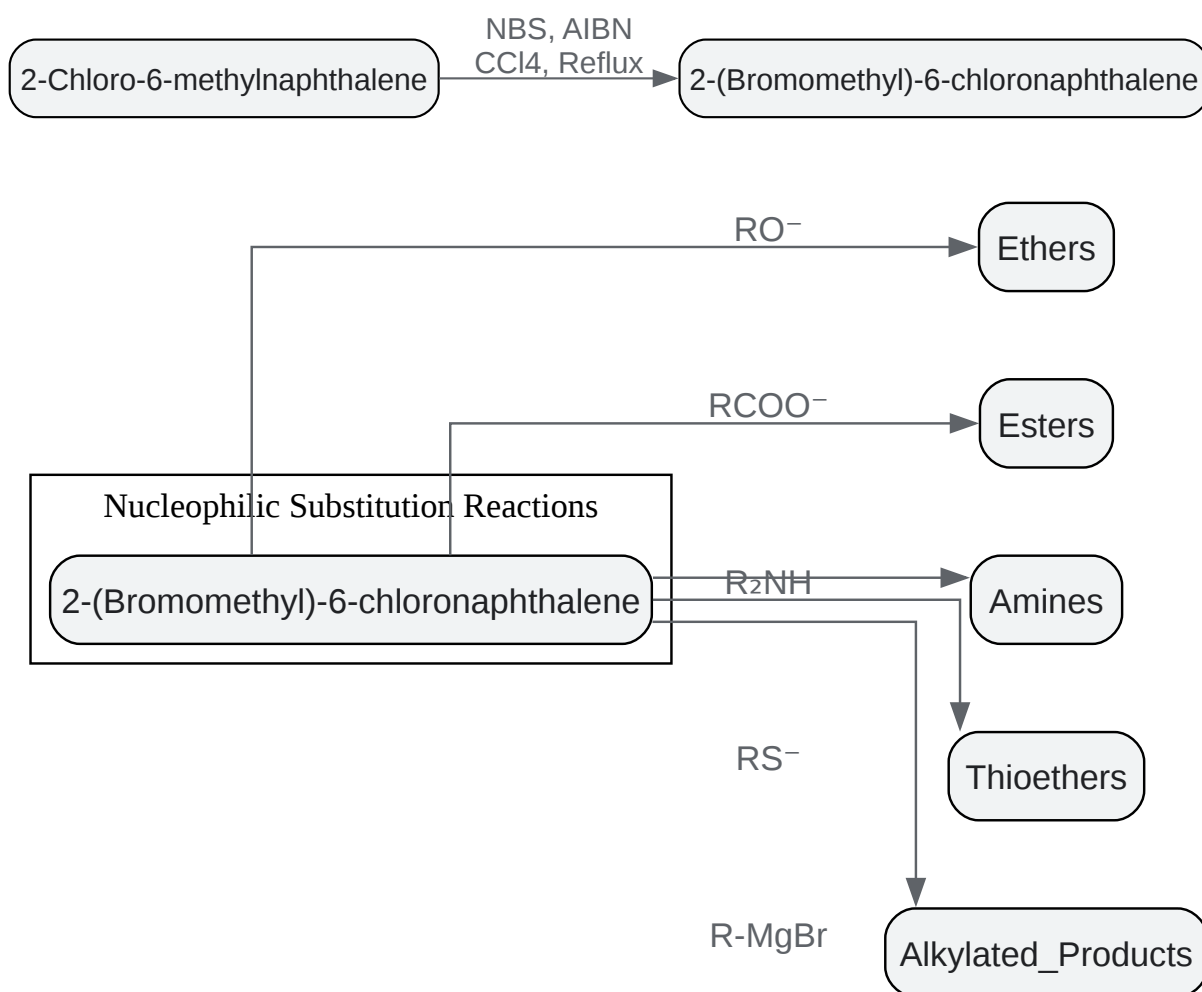 NBS, AIBN
CCl4, Reflux
2-Chloro-6-methylnaphthalene
2-(Bromomethyl)-6-chloronaphthalene
RO⁻
Ethers
RCOO⁻
Esters
Nucleophilic Substitution Reactions
2-(Bromomethyl)-6-chloronaphthalene
R₂NH
Amines
RS⁻
Thioethers
R-MgBr
Alkylated_Products